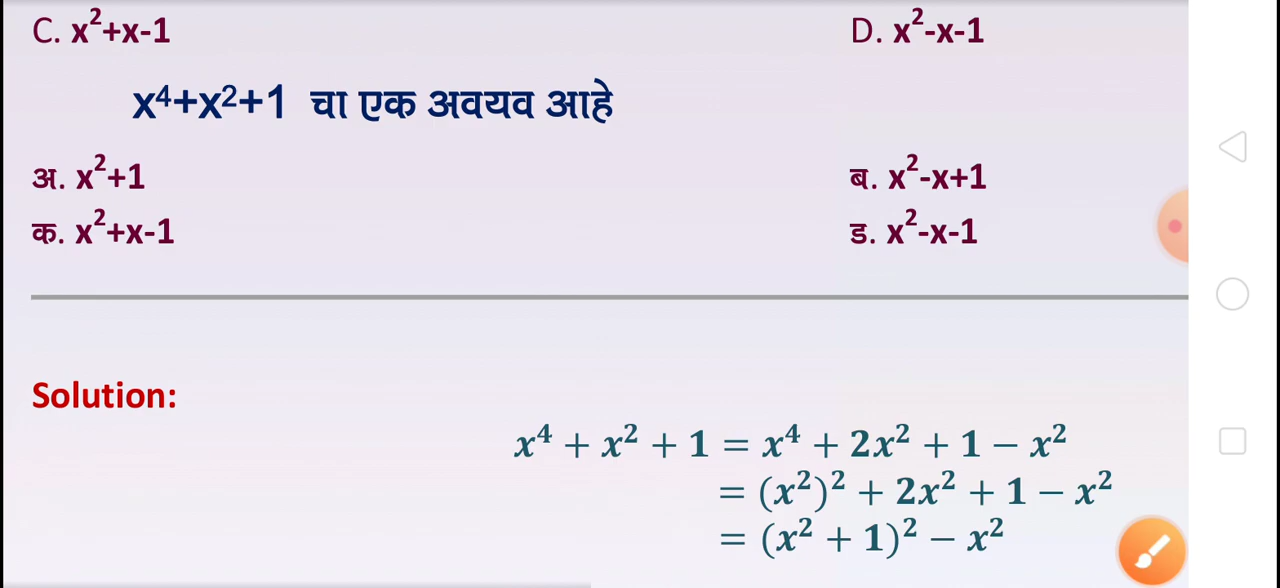 C. x²+x-1
D. x²-x-1
x⁴+x²+1 चा एक अवयव आहे
अ. x²+1
ब. x²-x+1
क. x²+x-1
ड. x²-x-1
Solution:
x⁴ + x² + 1 = x⁴ + 2x² + 1 − x²
= (x²)² + 2x² + 1 − x²
= (x² + 1)² − x²